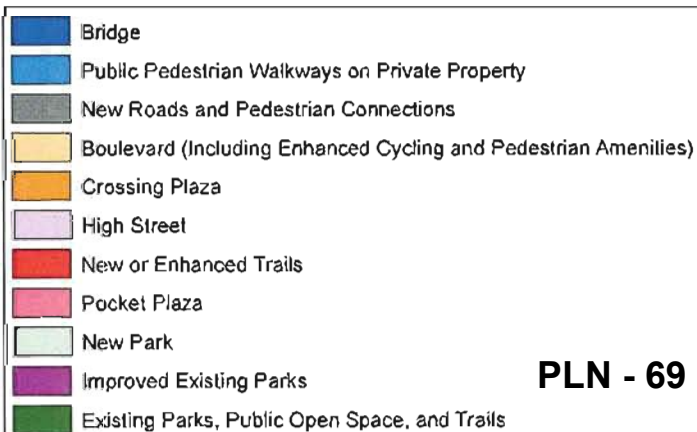 Bridge
Public Pedestrian Walkways on Private Property
New Roads and Pedestrian Connections
Boulevard (Including Enhanced Cycling and Pedestrian Amenities)
Crossing Plaza
High Street
New or Enhanced Trails
Pocket Plaza
New Park
Improved Existing Parks
PLN - 69
Existing Parks, Public Open Space, and Trails